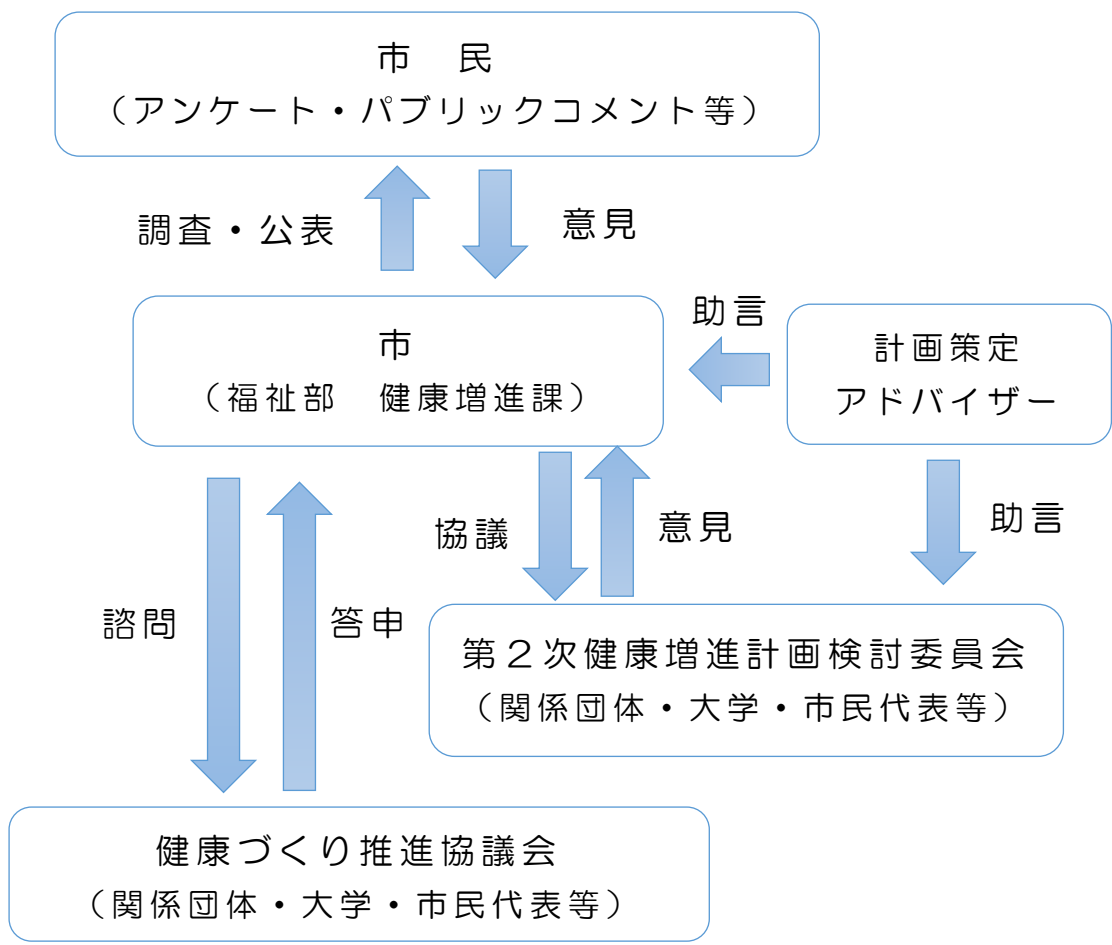 市　民
（アンケート・パブリックコメント等）
調査・公表
意見
市
（福祉部　健康増進課）
助言
計画策定
アドバイザー
協議
意見
助言
諮問
答申
第２次健康増進計画検討委員会
（関係団体・大学・市民代表等）
健康づくり推進協議会
（関係団体・大学・市民代表等）